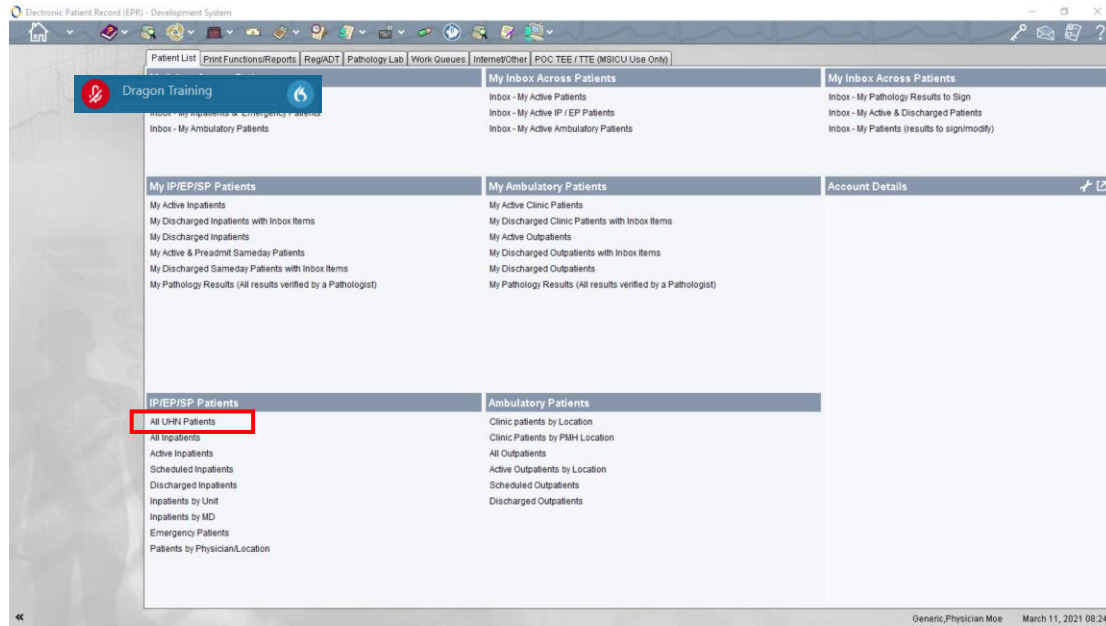 Electronic Patient Record (EPR) - Development System
Patient List Print Functions/Reports Reg/ADT Pathology Lab Work Queues Internet/Other POC TEE / TTE (MSICU Use Only)
Dragon Training
Inbox - My Inpatients & Emergency Patients
Inbox - My Ambulatory Patients
My Inbox Across Patients
Inbox - My Active Patients
Inbox - My Active IP / EP Patients
Inbox - My Active Ambulatory Patients
My Inbox Across Patients
Inbox - My Pathology Results to Sign
Inbox - My Active & Discharged Patients
Inbox - My Patients (results to sign/modify)
My IP/EP/SP Patients
My Active Inpatients
My Discharged Inpatients with Inbox Items
My Discharged Inpatients
My Active & Preadmit Sameday Patients
My Discharged Sameday Patients with Inbox Items
My Pathology Results (All results verified by a Pathologist)
My Ambulatory Patients
My Active Clinic Patients
My Discharged Clinic Patients with Inbox Items
My Active Outpatients
My Discharged Outpatients with Inbox Items
My Discharged Outpatients
My Pathology Results (All results verified by a Pathologist)
Account Details
IP/EP/SP Patients
All UHN Patients
All Inpatients
Active Inpatients
Scheduled Inpatients
Discharged Inpatients
Inpatients by Unit
Inpatients by MD
Emergency Patients
Patients by Physician/Location
Ambulatory Patients
Clinic patients by Location
Clinic Patients by PMH Location
All Outpatients
Active Outpatients by Location
Scheduled Outpatients
Discharged Outpatients
Generic,Physician Moe March 11, 2021 08:24